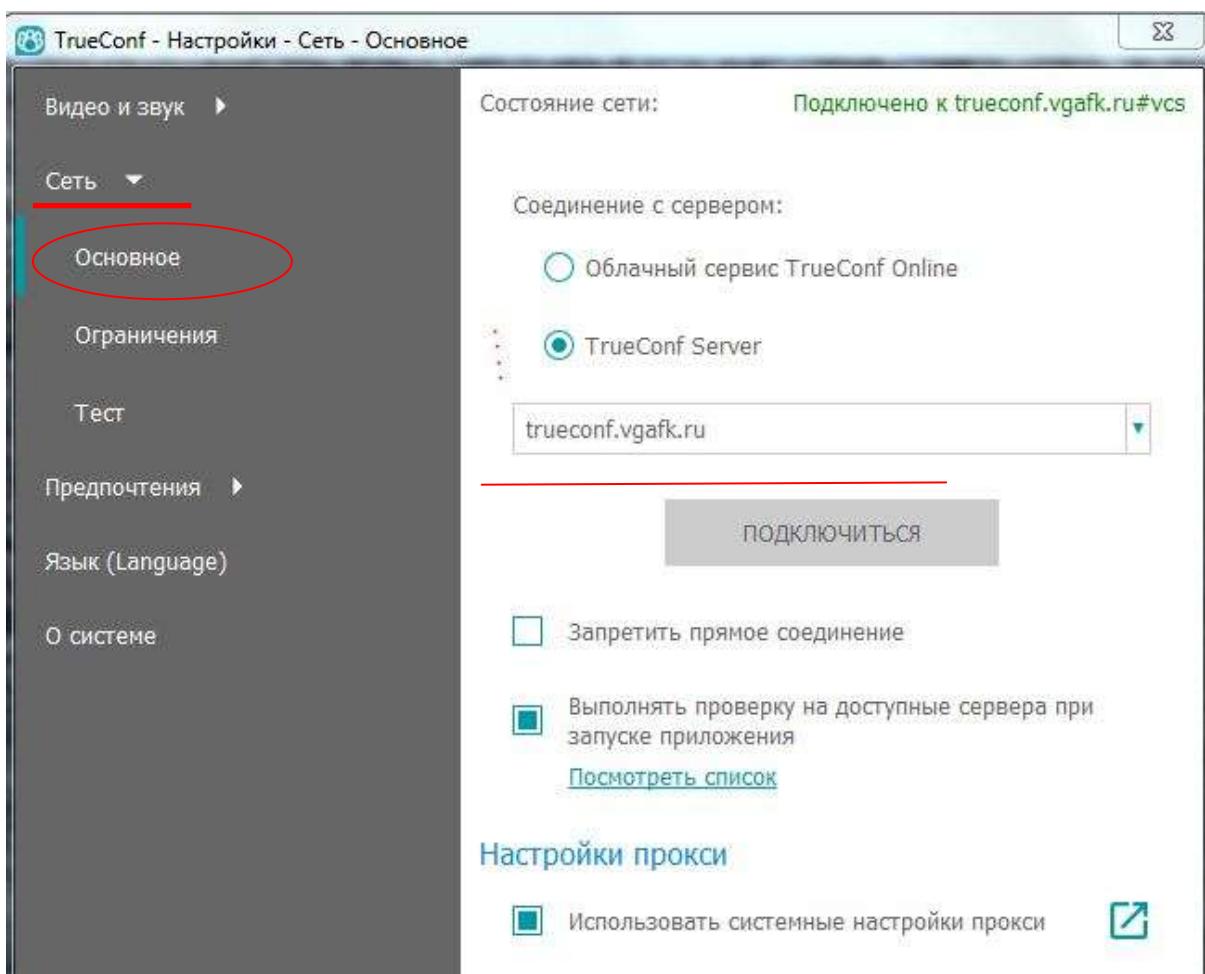 TrueConf - Настройки - Сеть - Основное
Видео и звук
Сеть
Основное
Ограничения
Тест
Предпочтения
Язык (Language)
О системе
Состояние сети: Подключено к trueconf.vgafk.ru#vcs
Соединение с сервером:
Облачный сервис TrueConf Online
TrueConf Server
trueconf.vgafk.ru
ПОДКЛЮЧИТЬСЯ
Запретить прямое соединение
Выполнять проверку на доступные сервера при
запуске приложения
Посмотреть список
Настройки прокси
Использовать системные настройки прокси